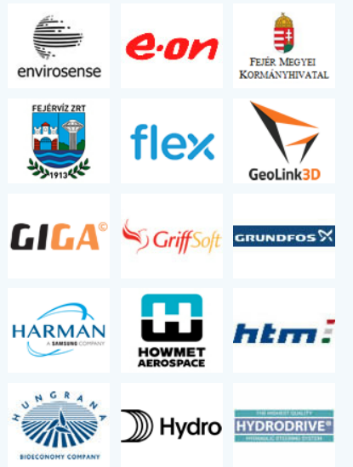 envirosense
e·on
FEJÉR MEGYEI
KORMÁNYHIVATAL
FEJÉRVÍZ ZRT
1913
flex
GeoLink3D
GIGA©
GriffSoft
GRUNDFOS
HARMAN
A SAMSUNG COMPANY
HOWMET
AEROSPACE
htm
HUNGRANA
BIOECONOMY COMPANY
Hydro
THE HIGHEST QUALITY
HYDRODRIVE®
HYDRAULIC STEERING SYSTEM